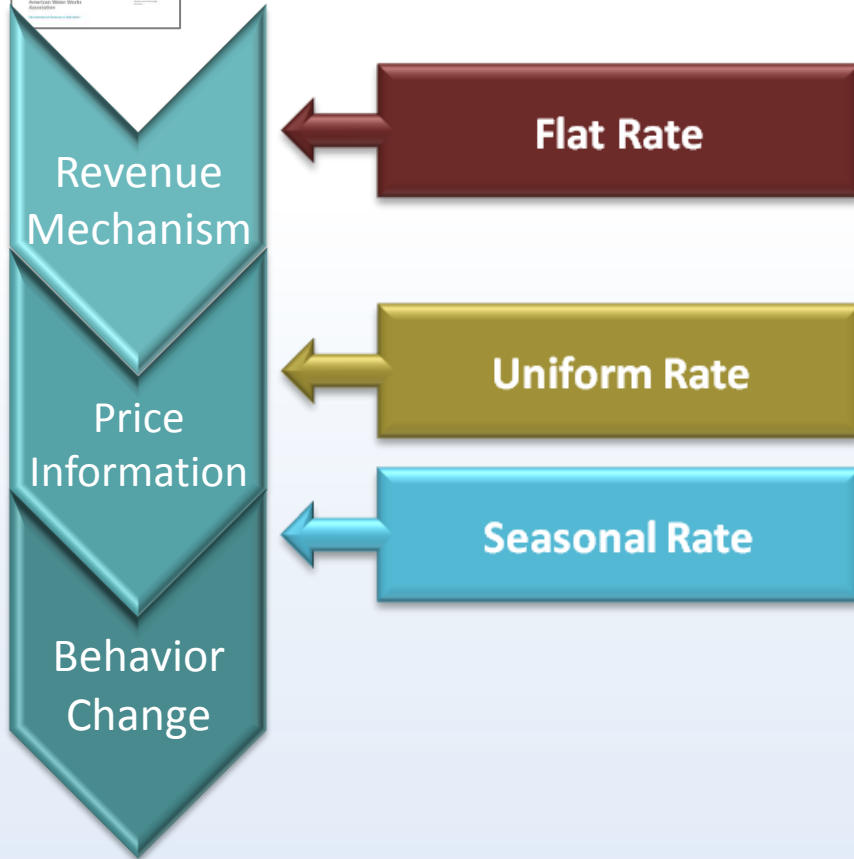 American Water Works
Association
Revenue
Mechanism
Flat Rate
Price
Information
Uniform Rate
Seasonal Rate
Behavior
Change